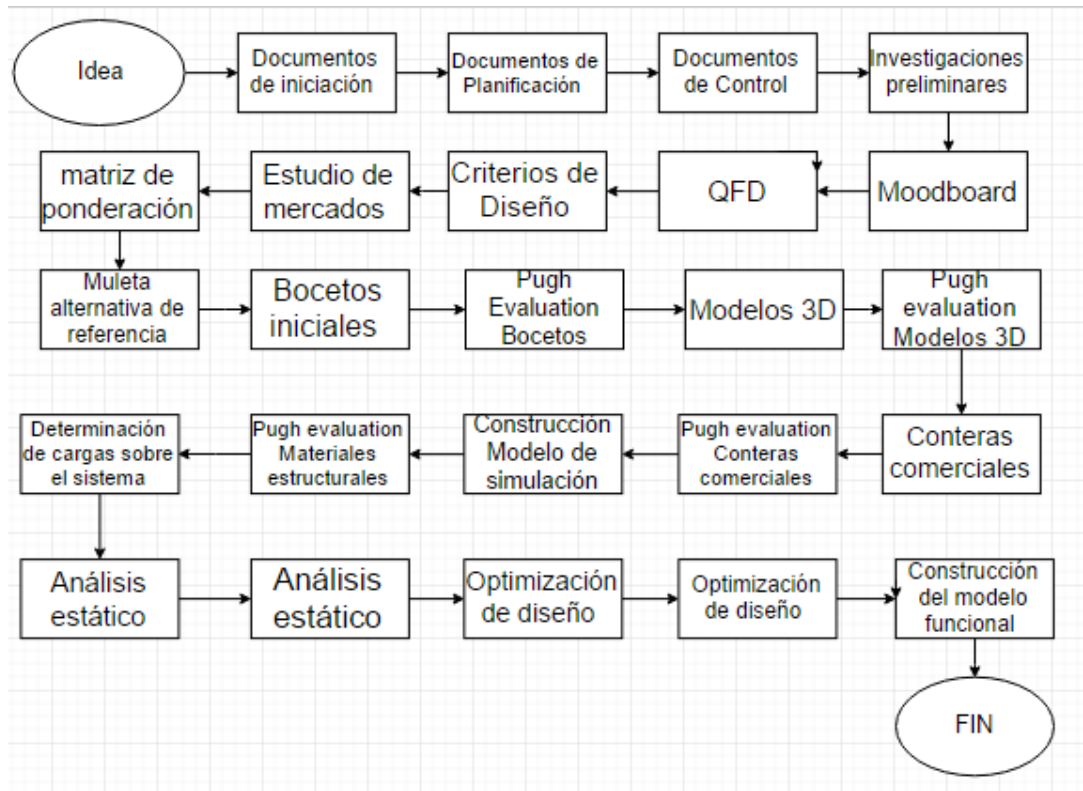 Idea
Documentos
de iniciación
Documentos de
Planificación
Documentos
de Control
Investigaciones
preliminares
matriz de
ponderación
Estudio de
mercados
Criterios de
Diseño
QFD
Moodboard
Muleta
alternativa de
referencia
Bocetos
iniciales
Pugh
Evaluation
Bocetos
Modelos 3D
Pugh
evaluation
Modelos 3D
Determinación
de cargas sobre
el sistema
Pugh evaluation
Materiales
estructurales
Construcción
Modelo de
simulación
Pugh evaluation
Conteras
comerciales
Conteras
comerciales
Análisis
estático
Análisis
estático
Optimización
de diseño
Optimización
de diseño
Construcción
del modelo
funcional
FIN